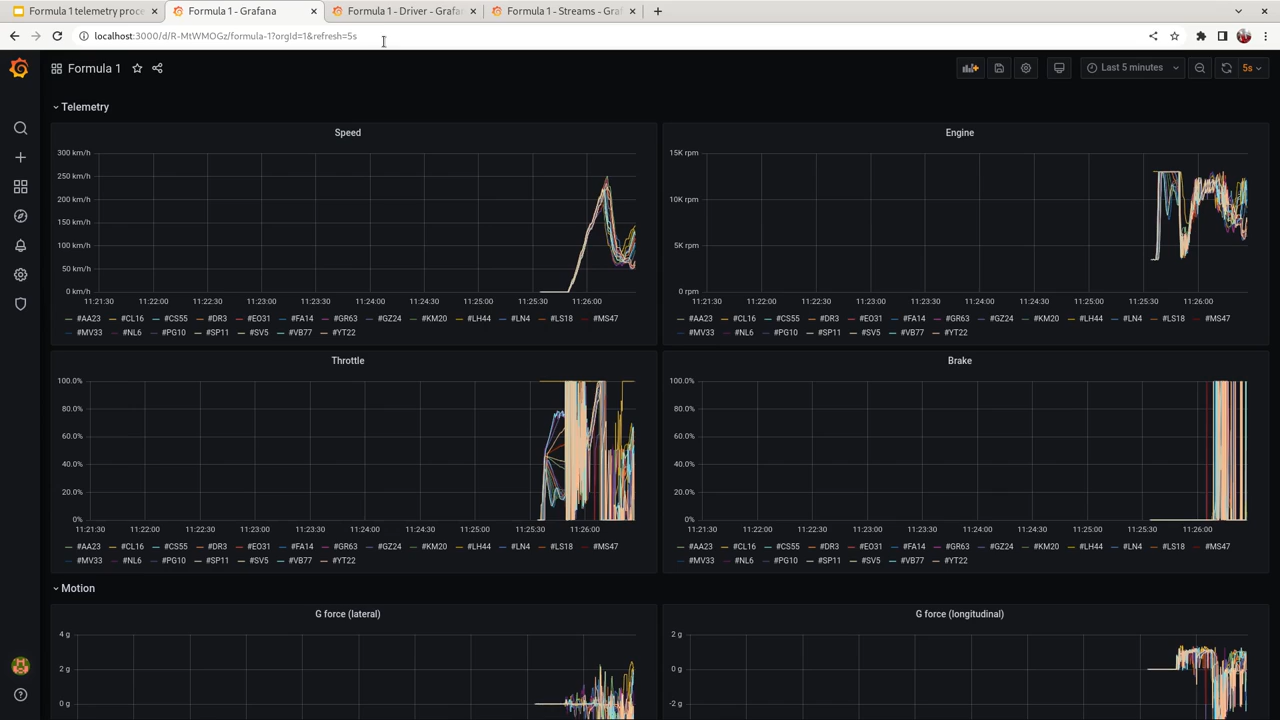 Formula 1 telemetry proce
Formula 1 - Grafana
Formula 1 - Driver - Grafan
Formula 1 - Streams - Graf
localhost:3000/d/R-MtWMOGz/formula-1?orgId=1&refresh=5s
Formula 1
Last 5 minutes
5s
Telemetry
Speed
300 km/h
250 km/h
200 km/h
150 km/h
100 km/h
50 km/h
0 km/h
11:21:30 11:22:00 11:22:30 11:23:00 11:23:30 11:24:00 11:24:30 11:25:00 11:25:30 11:26:00
#AA23 #CL16 #CS55 #DR3 #EO31 #FA14 #GR63 #GZ24 #KM20 #LH44 #LN4 #LS18 #MS47
#MV33 #NL6 #PG10 #SP11 #SV5 #VB77 #YT22
Engine
15K rpm
10K rpm
5K rpm
0 rpm
11:21:30 11:22:00 11:22:30 11:23:00 11:23:30 11:24:00 11:24:30 11:25:00 11:25:30 11:26:00
#AA23 #CL16 #CS55 #DR3 #EO31 #FA14 #GR63 #GZ24 #KM20 #LH44 #LN4 #LS18 #MS47
#MV33 #NL6 #PG10 #SP11 #SV5 #VB77 #YT22
Throttle
100.0%
80.0%
60.0%
40.0%
20.0%
0%
11:21:30 11:22:00 11:22:30 11:23:00 11:23:30 11:24:00 11:24:30 11:25:00 11:25:30 11:26:00
#AA23 #CL16 #CS55 #DR3 #EO31 #FA14 #GR63 #GZ24 #KM20 #LH44 #LN4 #LS18 #MS47
#MV33 #NL6 #PG10 #SP11 #SV5 #VB77 #YT22
Brake
100.0%
80.0%
60.0%
40.0%
20.0%
0%
11:21:30 11:22:00 11:22:30 11:23:00 11:23:30 11:24:00 11:24:30 11:25:00 11:25:30 11:26:00
#AA23 #CL16 #CS55 #DR3 #EO31 #FA14 #GR63 #GZ24 #KM20 #LH44 #LN4 #LS18 #MS47
#MV33 #NL6 #PG10 #SP11 #SV5 #VB77 #YT22
Motion
G force (lateral)
4 g
2 g
0 g
G force (longitudinal)
2 g
0 g
-2 g